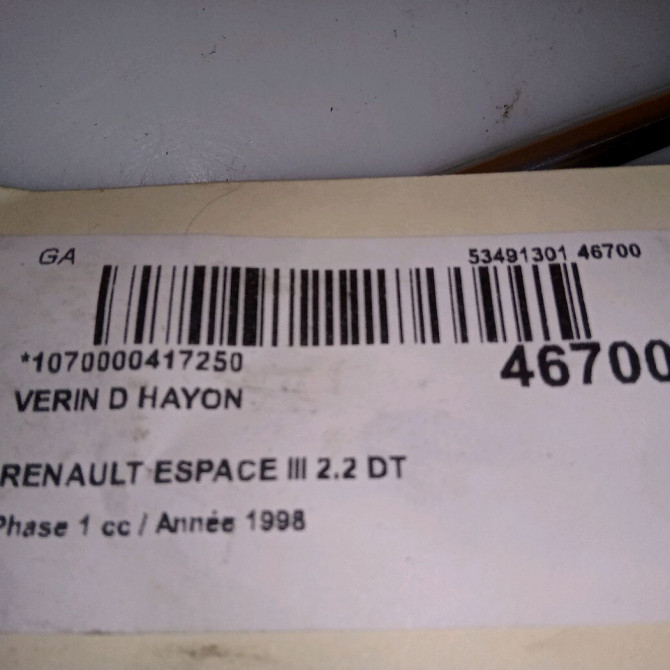 GA 53491301 46700
*1070000417250 46700
VERIN D HAYON
RENAULT ESPACE III 2.2 DT
Phase 1 cc / Année 1998